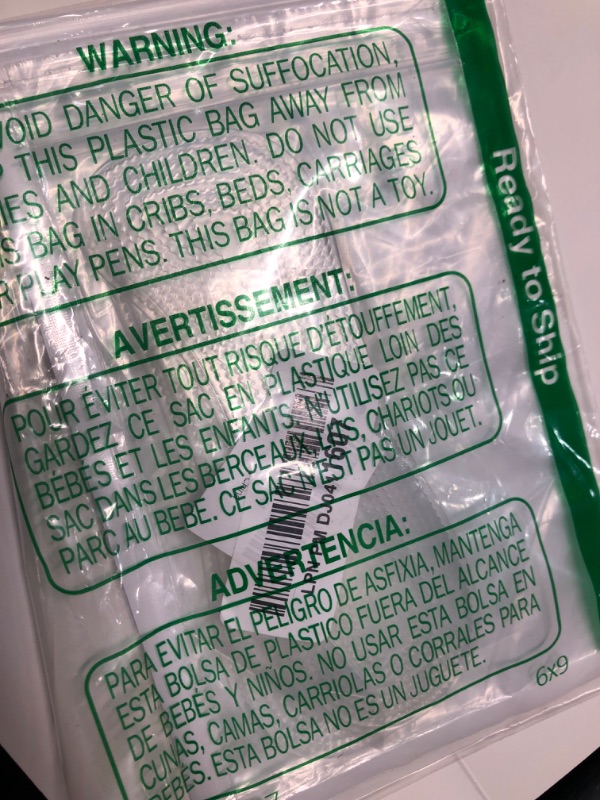 WARNING:
VOID DANGER OF SUFFOCATION,
THIS PLASTIC BAG AWAY FROM
IES AND CHILDREN. DO NOT USE
S BAG IN CRIBS, BEDS, CARRIAGES
R PLAY PENS. THIS BAG IS NOT A TOY.
AVERTISSEMENT:
POUR ÉVITER TOUT RISQUE D'ÉTOUFFEMENT,
GARDEZ CE SAC EN PLASTIQUE LOIN DES
BÉBÉS ET LES ENFANTS. N'UTILISEZ PAS CE
SAC DANS LES BERCEAUX, LITS, CHARIOTS OU
PARC AU BEBE. CE SAC N'EST PAS UN JOUET.
ADVERTENCIA:
PARA EVITAR EL PELIGRO DE ASFIXIA, MANTENGA
ESTA BOLSA DE PLASTICO FUERA DEL ALCANCE
DE BEBÉS Y NIÑOS. NO USAR ESTA BOLSA EN
CUNAS, CAMAS, CARRIOLAS O CORRALES PARA
BEBES. ESTA BOLSA NO ES UN JUGUETE.
6x9
Ready to Ship